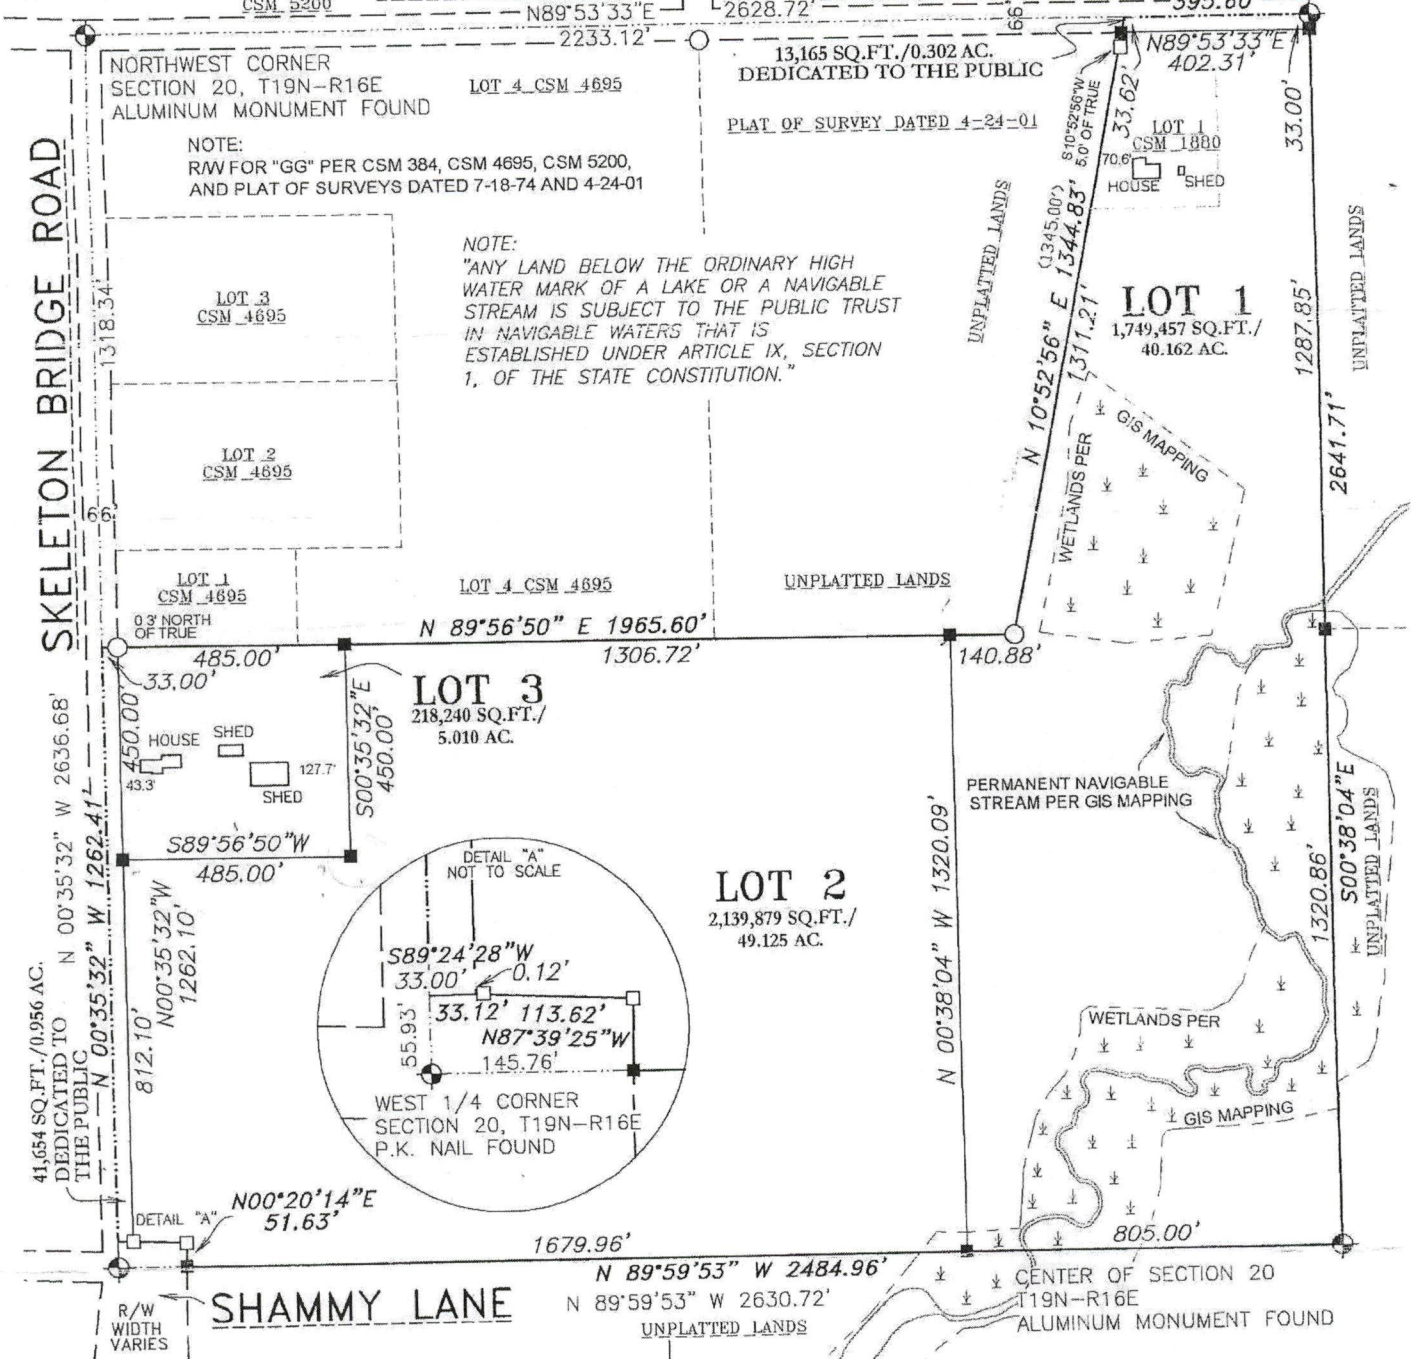 CSM 5200
N89°53'33"E
2628.72'
395.60'
2233.12'
66'
13,165 SQ.FT./0.302 AC.
DEDICATED TO THE PUBLIC
N89°53'33"E
402.31'
NORTHWEST CORNER
SECTION 20, T19N-R16E
ALUMINUM MONUMENT FOUND
LOT 4 CSM 4695
PLAT OF SURVEY DATED 4-24-01
S10°52'56"W
5.0' OF TRUE
33.62'
33.00'
LOT 1
CSM 1880
70.6'
HOUSE
SHED
NOTE:
R/W FOR "GG" PER CSM 384, CSM 4695, CSM 5200,
AND PLAT OF SURVEYS DATED 7-18-74 AND 4-24-01
SKELETON BRIDGE ROAD
1318.34'
66'
LOT 3
CSM 4695
NOTE:
"ANY LAND BELOW THE ORDINARY HIGH
WATER MARK OF A LAKE OR A NAVIGABLE
STREAM IS SUBJECT TO THE PUBLIC TRUST
IN NAVIGABLE WATERS THAT IS
ESTABLISHED UNDER ARTICLE IX, SECTION
1, OF THE STATE CONSTITUTION."
UNPLATTED LANDS
(1345.00')
N 10°52'56" E 1344.83'
1311.21'
LOT 1
1,749,457 SQ.FT./
40.162 AC.
1287.85'
UNPLATTED LANDS
2641.71'
WETLANDS PER
GIS MAPPING
LOT 2
CSM 4695
LOT 1
CSM 4695
LOT 4 CSM 4695
UNPLATTED LANDS
0.3' NORTH
OF TRUE
N 89°56'50" E 1965.60'
485.00'
1306.72'
140.88'
33.00'
LOT 3
218,240 SQ.FT./
5.010 AC.
450.00'
S00°35'32"E
450.00'
HOUSE
SHED
43.3'
127.7'
SHED
S89°56'50"W
485.00'
N 00°35'32" W 2636.68'
N 00°35'32" W 1262.41'
N00°35'32"W
1262.10'
812.10'
PERMANENT NAVIGABLE
STREAM PER GIS MAPPING
1320.86'
S00°38'04"E
UNPLATTED LANDS
UNPLATTED LANDS
LOT 2
2,139,879 SQ.FT./
49.125 AC.
N 00°38'04" W 1320.09'
DETAIL "A"
NOT TO SCALE
S89°24'28"W
33.00'
0.12'
33.12'
113.62'
N87°39'25"W
55.93'
145.76'
WEST 1/4 CORNER
SECTION 20, T19N-R16E
P.K. NAIL FOUND
WETLANDS PER
GIS MAPPING
41,654 SQ.FT./0.956 AC.
DEDICATED TO
THE PUBLIC
DETAIL "A"
N00°20'14"E
51.63'
1679.96'
805.00'
N 89°59'53" W 2484.96'
N 89°59'53" W 2630.72'
UNPLATTED LANDS
CENTER OF SECTION 20
T19N-R16E
ALUMINUM MONUMENT FOUND
R/W
WIDTH
VARIES
SHAMMY LANE